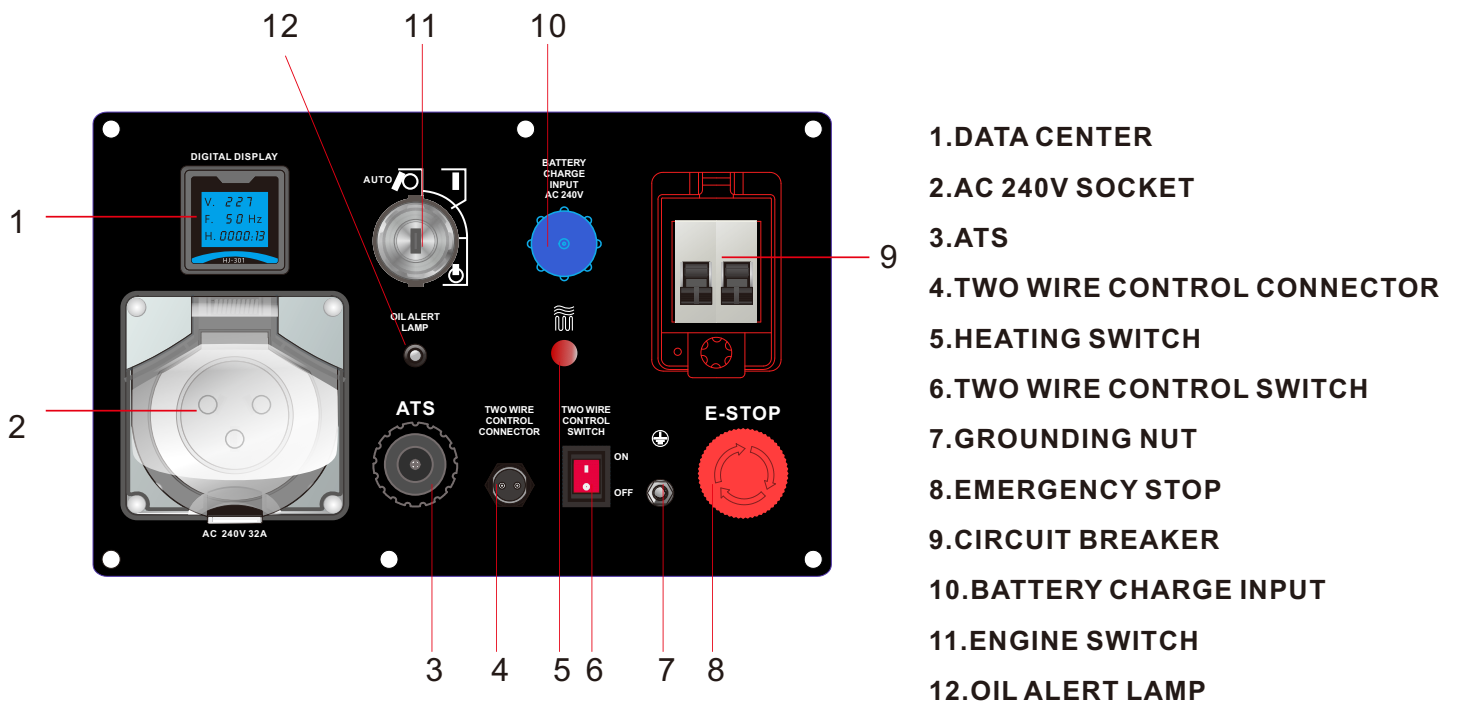 12
11
10
DIGITAL DISPLAY
V. 227
F. 50 Hz
H. 0000:13
HJ-301
AUTO
BATTERY
CHARGE
INPUT
AC 240V
1
9
OIL ALERT
LAMP
2
AC 240V 32A
ATS
TWO WIRE
CONTROL
CONNECTOR
TWO WIRE
CONTROL
SWITCH
ON
OFF
E-STOP
3
4
5
6
7
8
1.DATA CENTER
2.AC 240V SOCKET
3.ATS
4.TWO WIRE CONTROL CONNECTOR
5.HEATING SWITCH
6.TWO WIRE CONTROL SWITCH
7.GROUNDING NUT
8.EMERGENCY STOP
9.CIRCUIT BREAKER
10.BATTERY CHARGE INPUT
11.ENGINE SWITCH
12.OIL ALERT LAMP